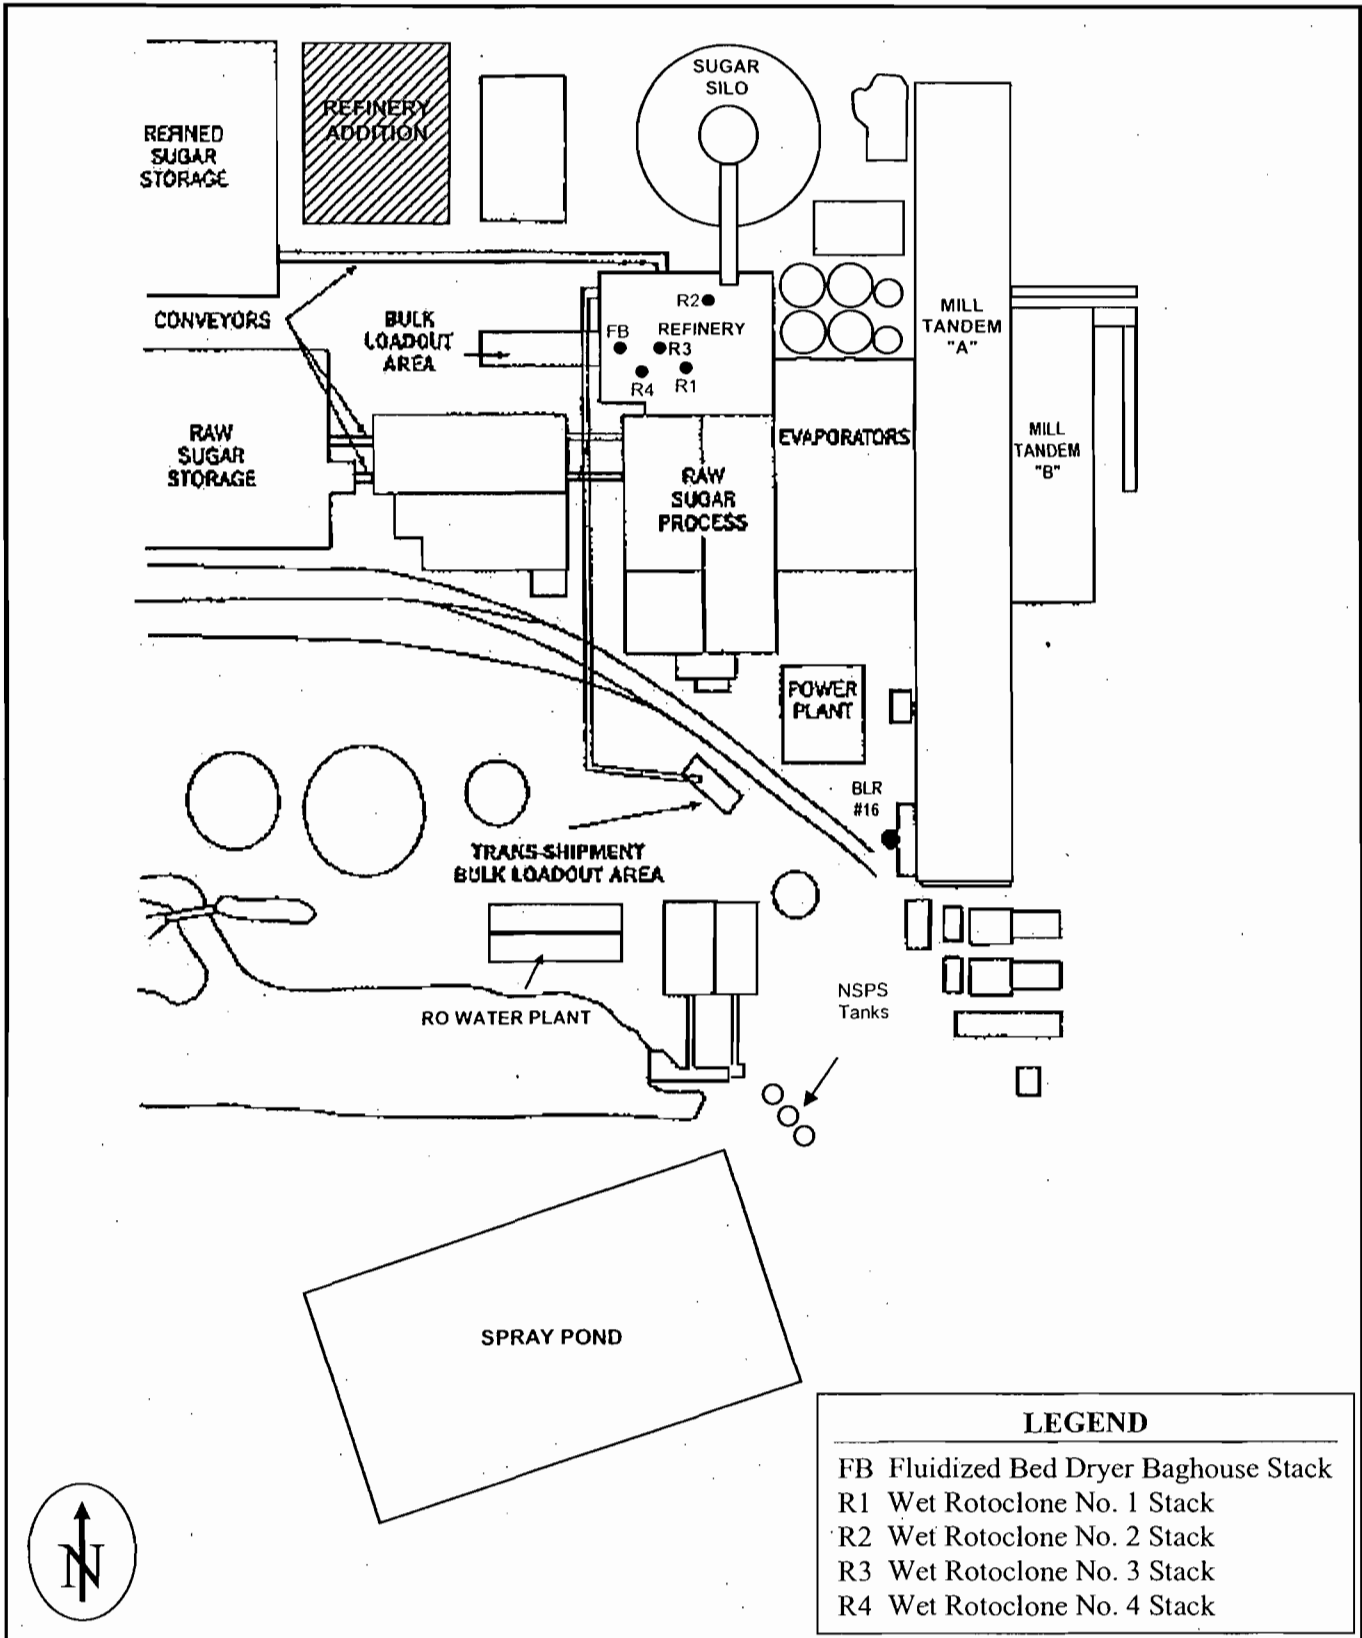 SUGAR
SILO
REFINERY
ADDITION
REFINED
SUGAR
STORAGE
CONVEYORS
BULK
LOADOUT
AREA
R2
FB
REFINERY
R3
R4
R1
MILL
TANDEM
"A"
RAW
SUGAR
STORAGE
EVAPORATORS
MILL
TANDEM
"B"
RAW
SUGAR
PROCESS
POWER
PLANT
BLR
#16
TRANS-SHIPMENT
BULK LOADOUT AREA
NSPS
Tanks
RO WATER PLANT
SPRAY POND
N
LEGEND
FB Fluidized Bed Dryer Baghouse Stack
R1 Wet Rotoclone No. 1 Stack
R2 Wet Rotoclone No. 2 Stack
R3 Wet Rotoclone No. 3 Stack
R4 Wet Rotoclone No. 4 Stack